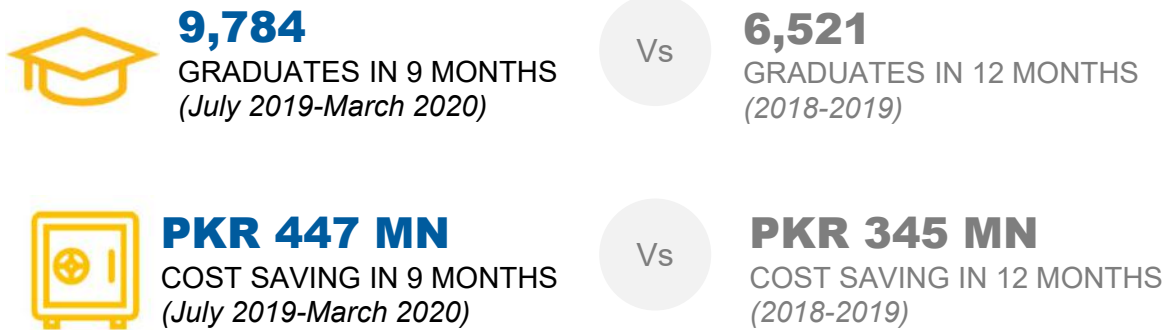 9,784
GRADUATES IN 9 MONTHS
(July 2019-March 2020)
Vs
6,521
GRADUATES IN 12 MONTHS
(2018-2019)
PKR 447 MN
COST SAVING IN 9 MONTHS
(July 2019-March 2020)
Vs
PKR 345 MN
COST SAVING IN 12 MONTHS
(2018-2019)